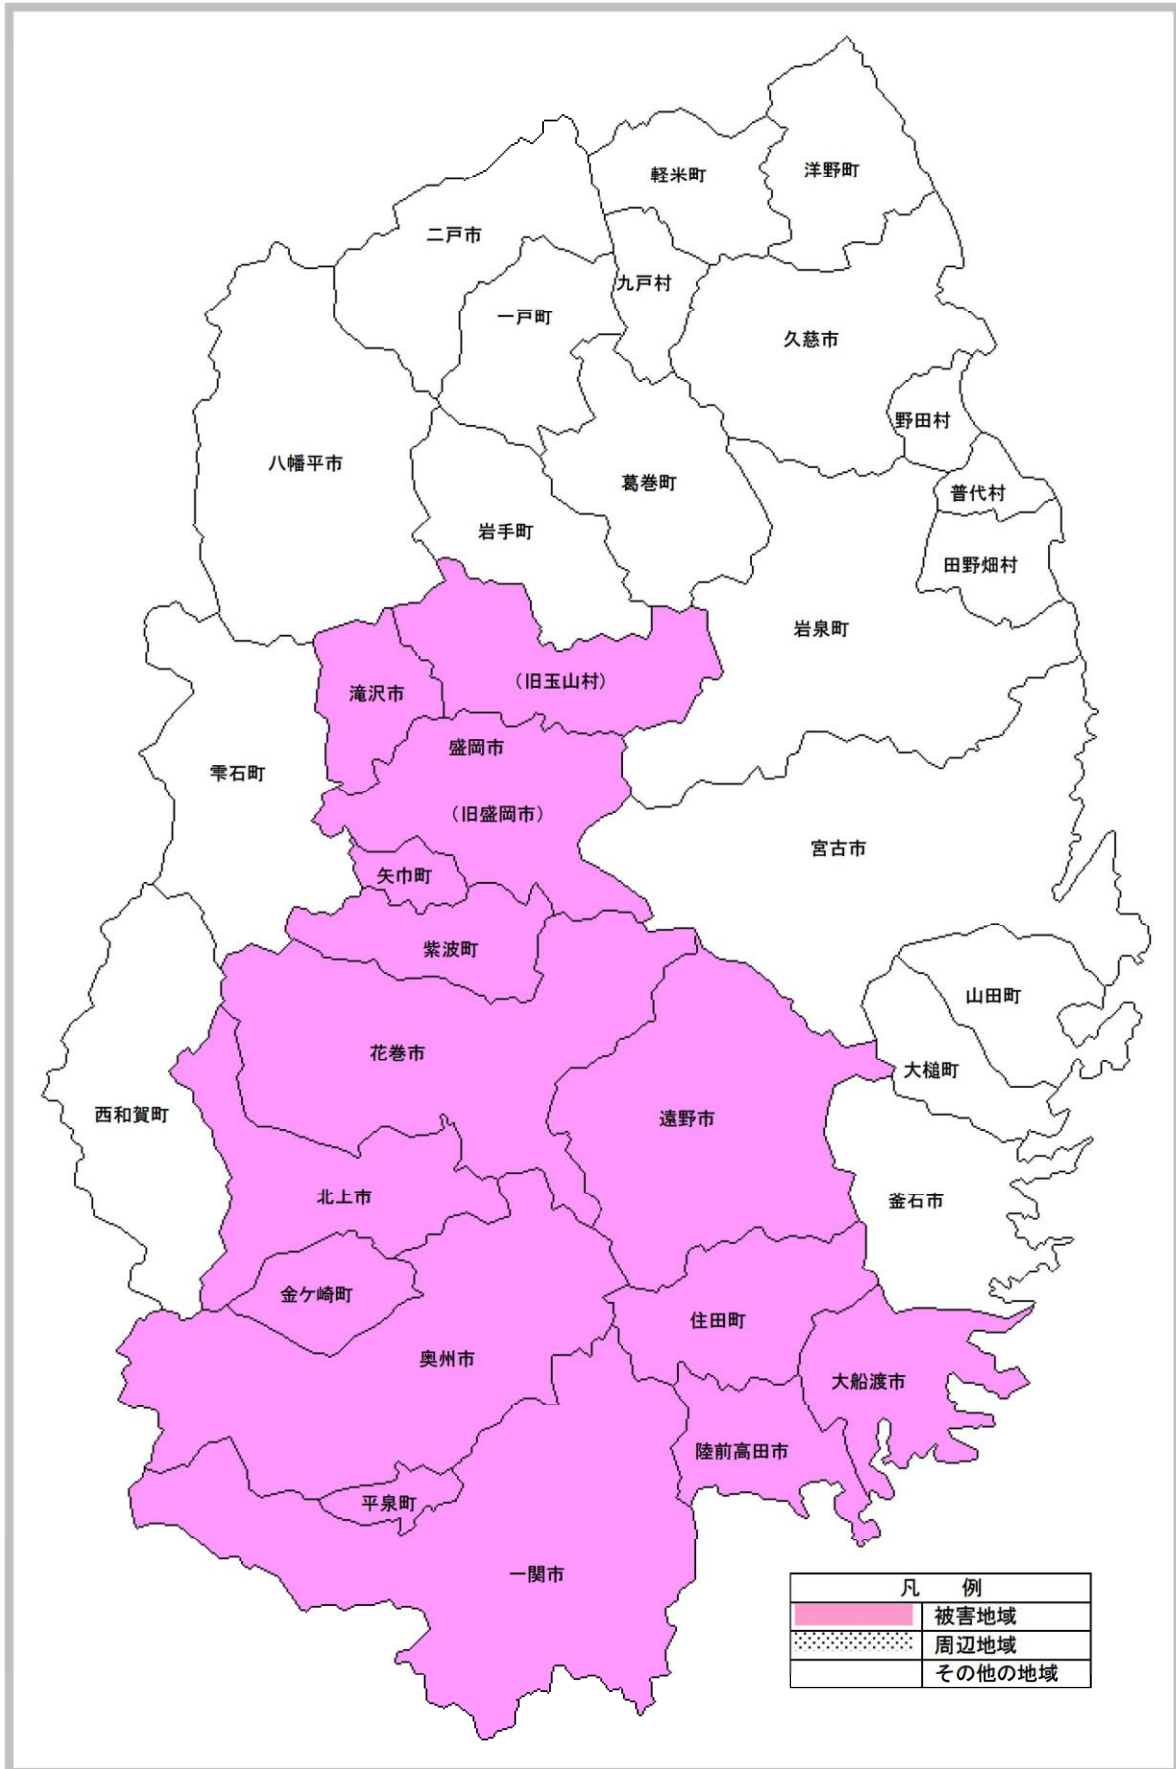 洋野町
軽米町
二戸市
九戸村
一戸町
久慈市
野田村
八幡平市
葛巻町
普代村
岩手町
田野畑村
岩泉町
(旧玉山村)
滝沢市
盛岡市
雫石町
(旧盛岡市)
宮古市
矢巾町
紫波町
山田町
花巻市
大槌町
西和賀町
遠野市
北上市
釜石市
金ケ崎町
住田町
奥州市
大船渡市
陸前高田市
平泉町
一関市
凡 例
被害地域
周辺地域
その他の地域